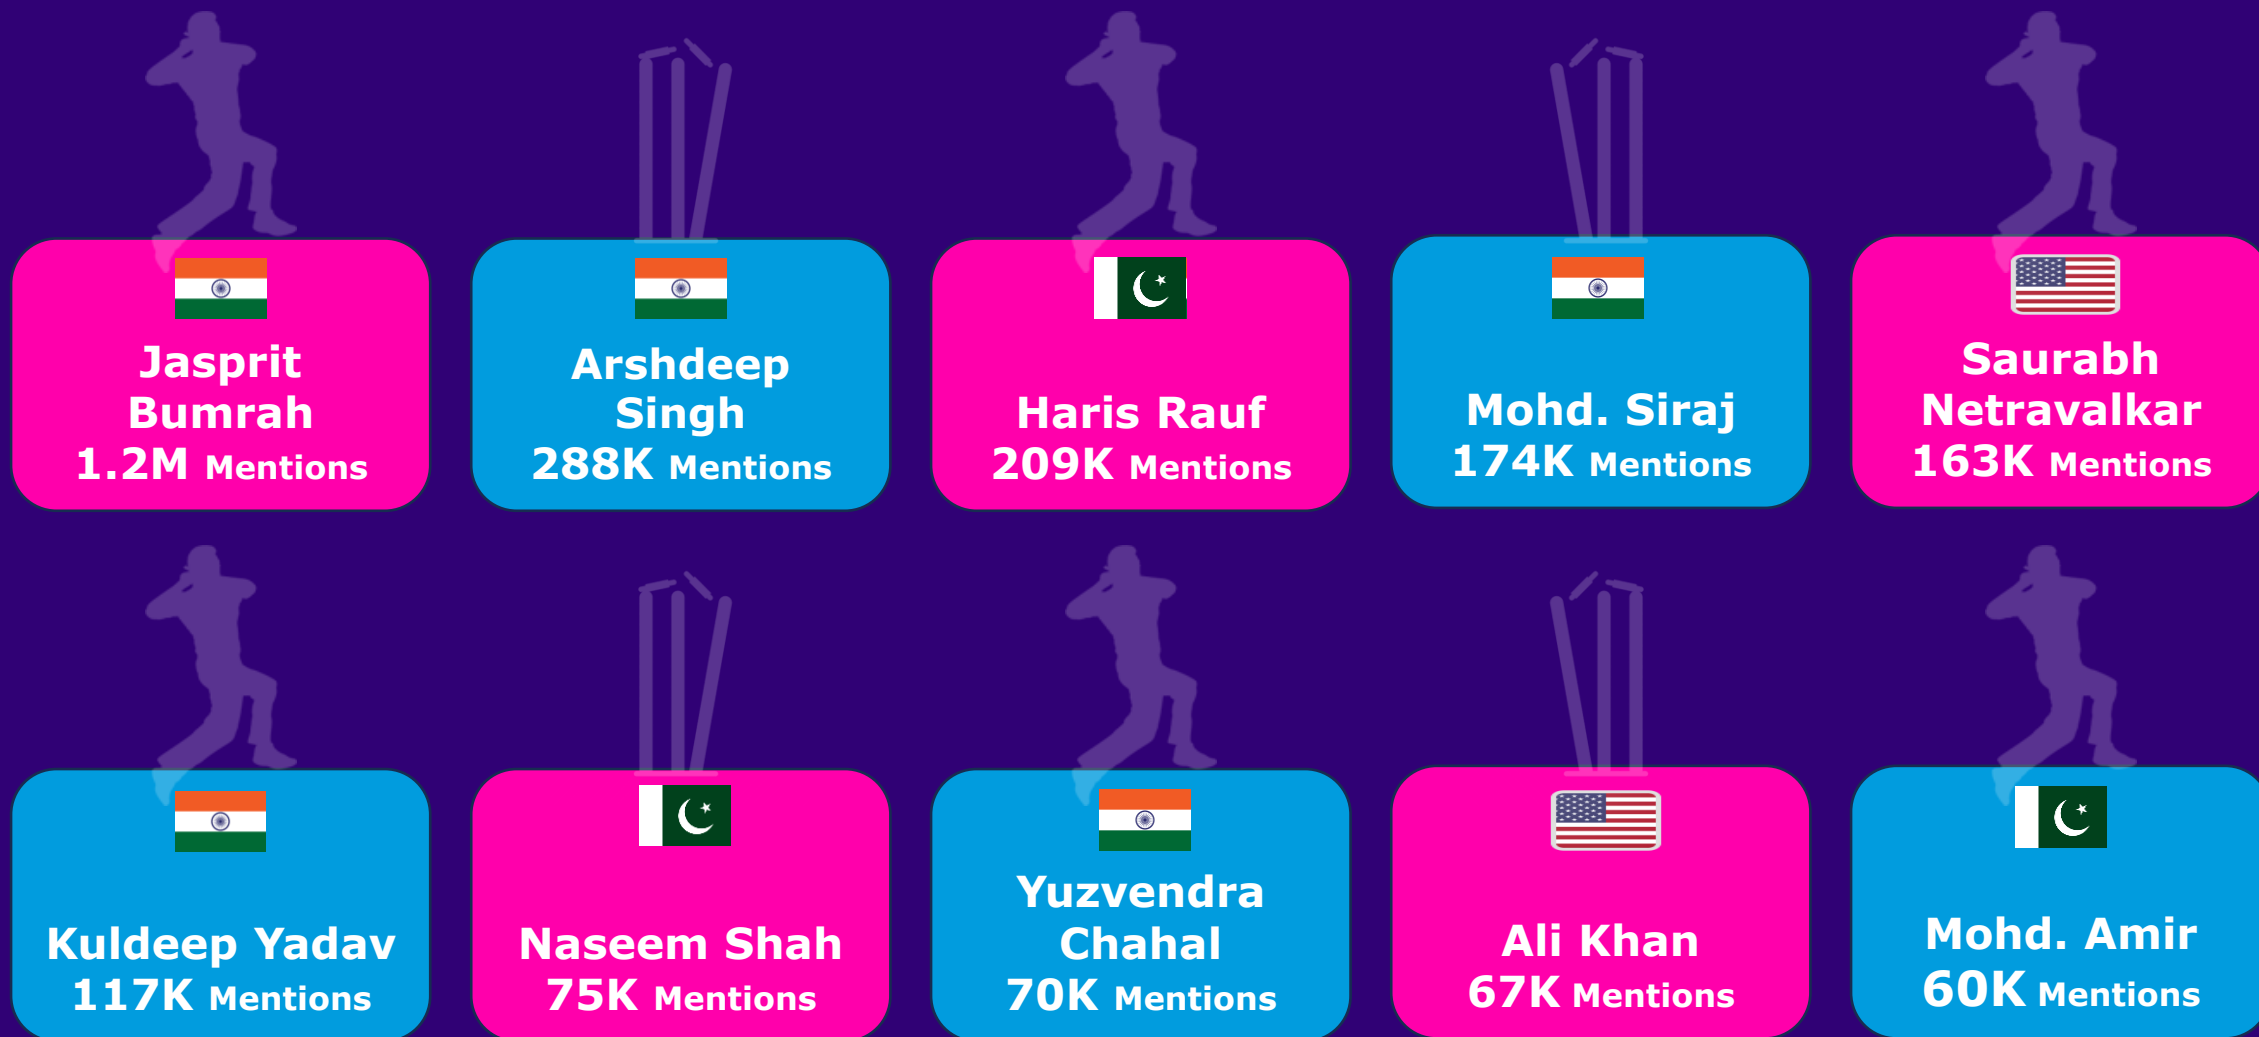 Jasprit
Bumrah
1.2M Mentions
Arshdeep
Singh
288K Mentions
Haris Rauf
209K Mentions
Mohd. Siraj
174K Mentions
Saurabh
Netravalkar
163K Mentions
Kuldeep Yadav
117K Mentions
Naseem Shah
75K Mentions
Yuzvendra
Chahal
70K Mentions
Ali Khan
67K Mentions
Mohd. Amir
60K Mentions